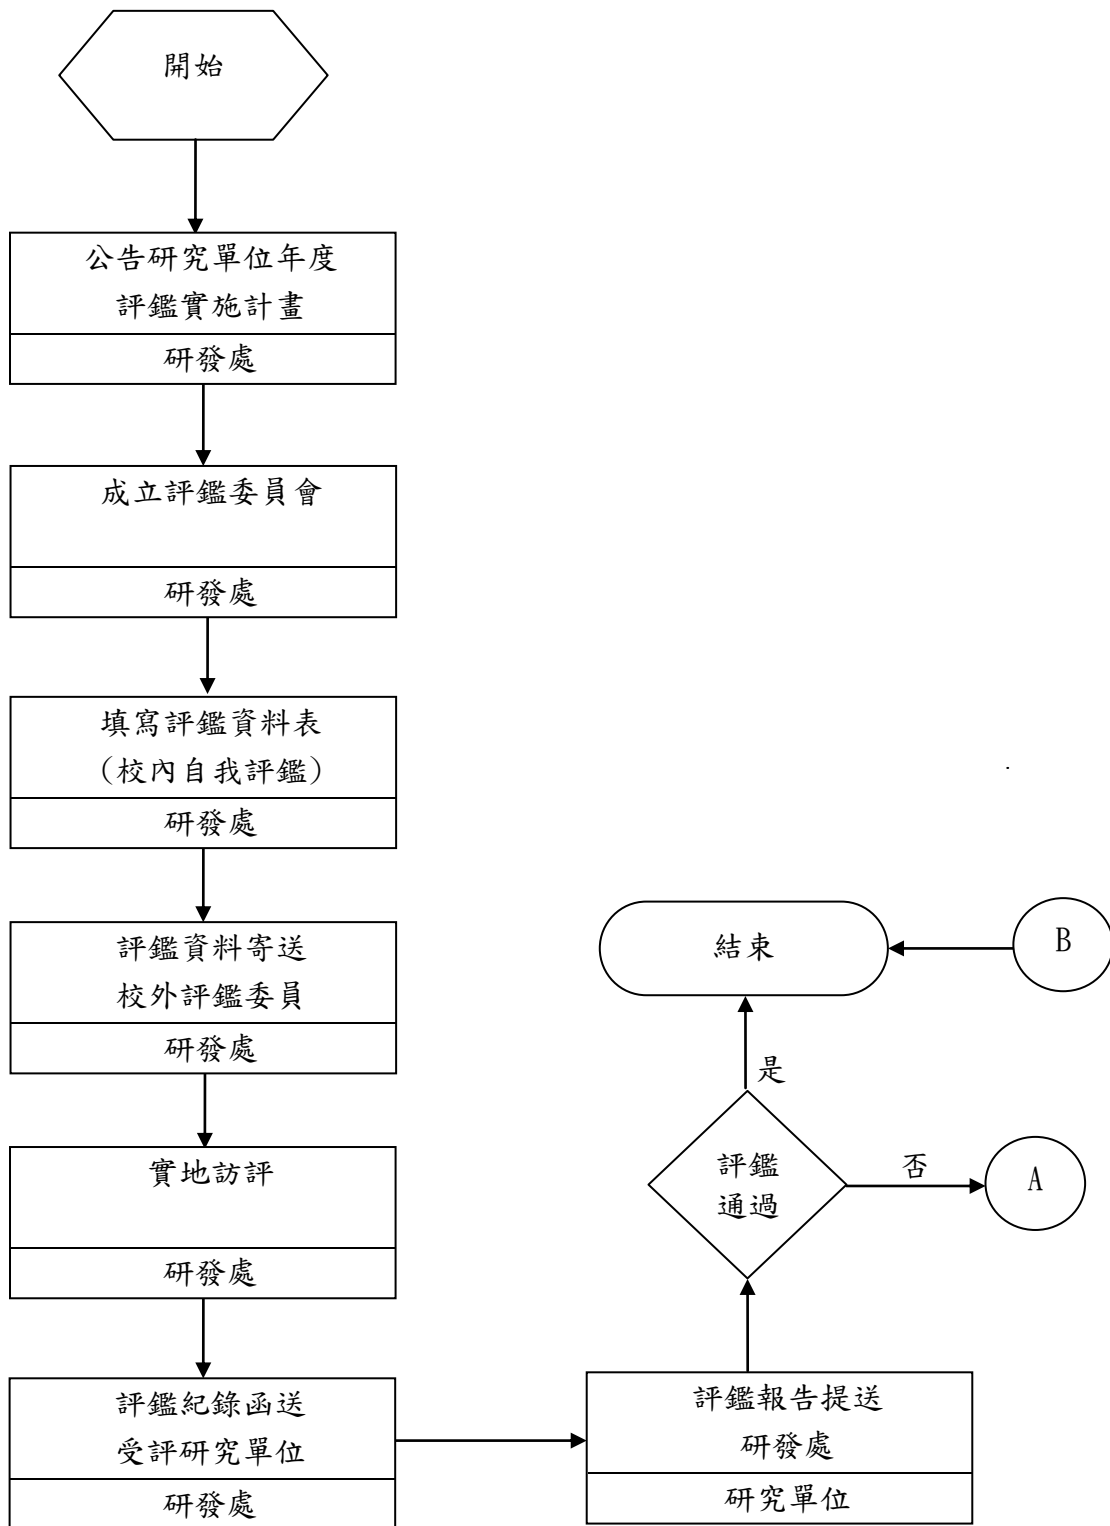 開始
公告研究單位年度
評鑑實施計畫
研發處
成立評鑑委員會
研發處
填寫評鑑資料表
(校內自我評鑑)
研發處
評鑑資料寄送
校外評鑑委員
研發處
實地訪評
研發處
評鑑紀錄函送
受評研究單位
研發處
評鑑報告提送
研發處
研究單位
評鑑
通過
否
A
是
結束
B